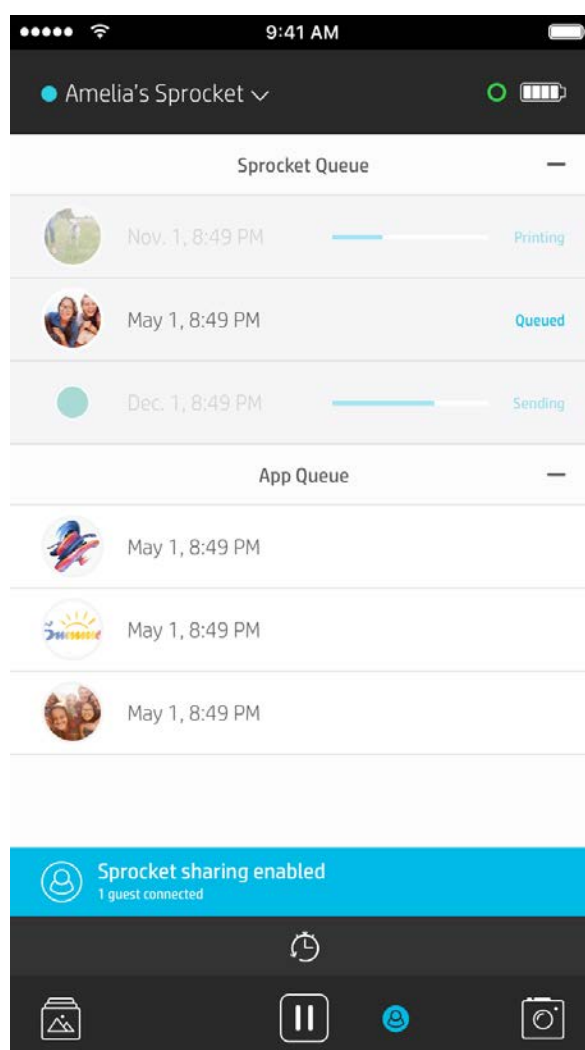 9:41 AM
Amelia's Sprocket
Sprocket Queue
Nov. 1, 8:49 PM Printing
May 1, 8:49 PM Queued
Dec. 1, 8:49 PM Sending
App Queue
May 1, 8:49 PM
May 1, 8:49 PM
May 1, 8:49 PM
Sprocket sharing enabled
1 guest connected